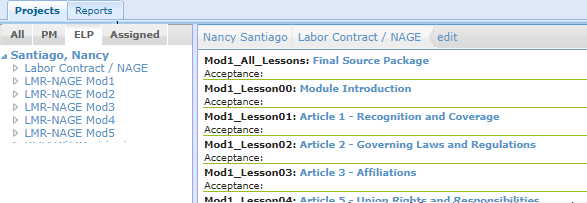 Projects Reports
All PM ELP Assigned
Santiago, Nancy
Labor Contract / NAGE
LMR-NAGE Mod1
LMR-NAGE Mod2
LMR-NAGE Mod3
LMR-NAGE Mod4
LMR-NAGE Mod5
Nancy Santiago Labor Contract / NAGE edit
Mod1_All_Lessons: Final Source Package
Acceptance:
Mod1_Lesson00: Module Introduction
Acceptance:
Mod1_Lesson01: Article 1 - Recognition and Coverage
Acceptance:
Mod1_Lesson02: Article 2 - Governing Laws and Regulations
Acceptance:
Mod1_Lesson03: Article 3 - Affiliations
Acceptance:
Mod1_Lesson04: Article 5 - Union Rights and Responsibilities